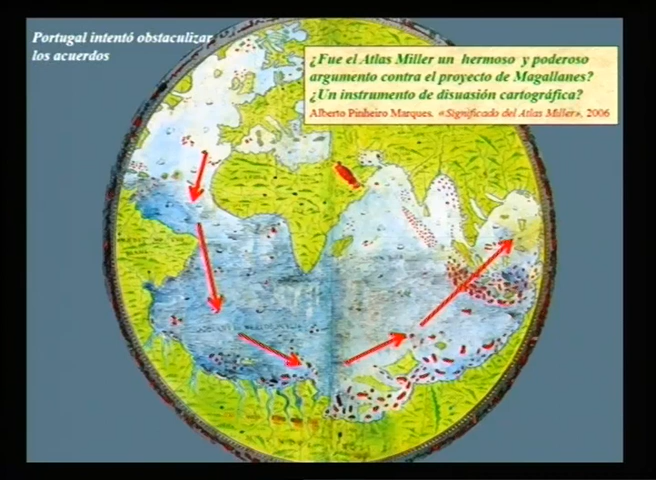 Portugal intentó obstaculizar
los acuerdos
¿Fue el Atlas Miller un hermoso y poderoso
argumento contra el proyecto de Magallanes?
¿Un instrumento de disuasión cartográfica?
Alberto Pinheiro Marques. «Significado del Atlas Miller», 2006